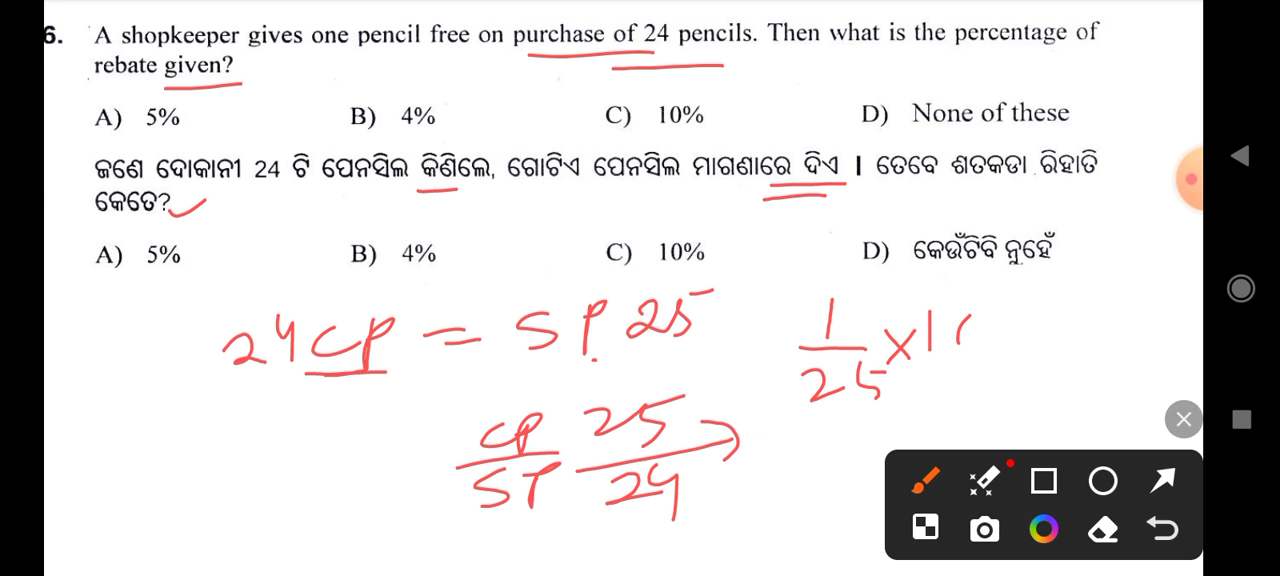 6. A shopkeeper gives one pencil free on purchase of 24 pencils. Then what is the percentage of
rebate given?
A) 5% B) 4% C) 10% D) None of these
ଜଣେ ଦୋକାନୀ 24 ଟି ପେନସିଲ କିଣିଲେ, ଗୋଟିଏ ପେନସିଲ ମାଗଣାରେ ଦିଏ । ତେବେ ଶତକଡା ରିହାତି
କେତେ?
A) 5% B) 4% C) 10% D) କେଉଁଟିବି ନୁହେଁ
24 CP = SP 25
1/25 × 1
CP/SP 25/24